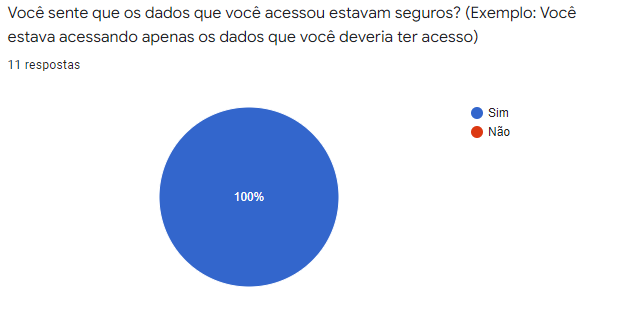 Você sente que os dados que você acessou estavam seguros? (Exemplo: Você
estava acessando apenas os dados que você deveria ter acesso)
11 respostas
Sim
Não
100%